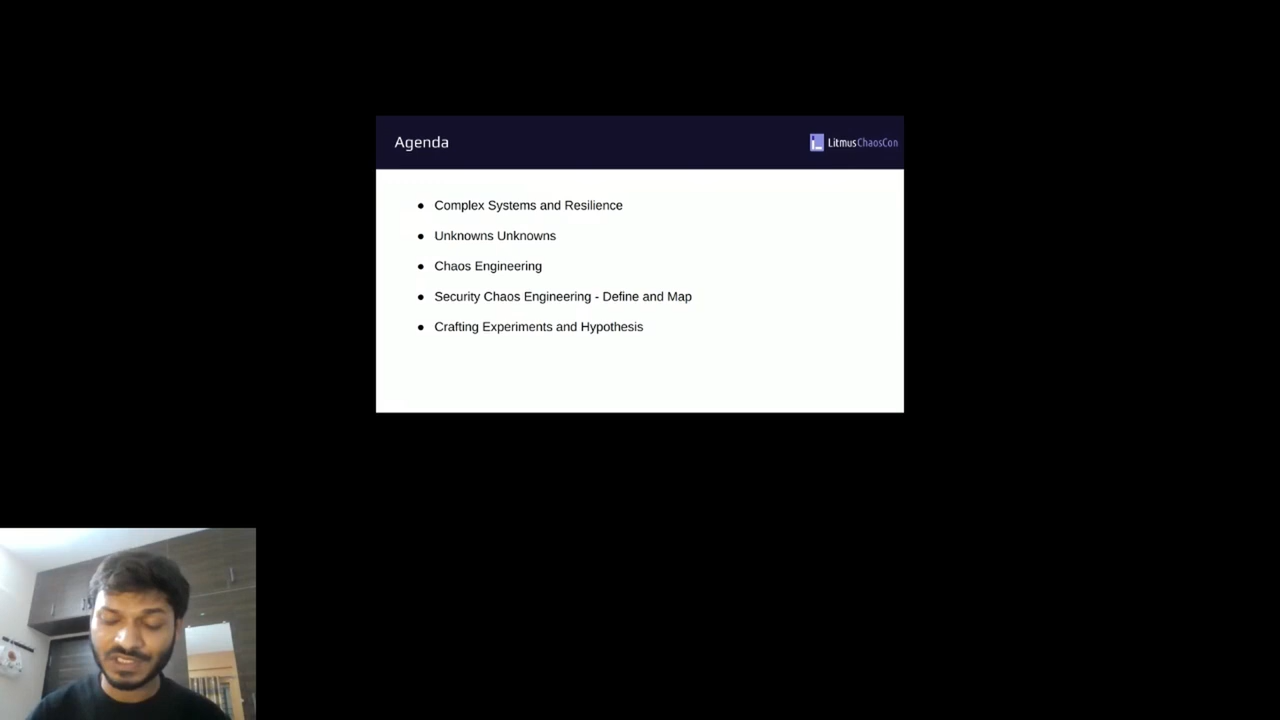 Agenda
LitmusChaosCon
Complex Systems and Resilience
Unknowns Unknowns
Chaos Engineering
Security Chaos Engineering - Define and Map
Crafting Experiments and Hypothesis